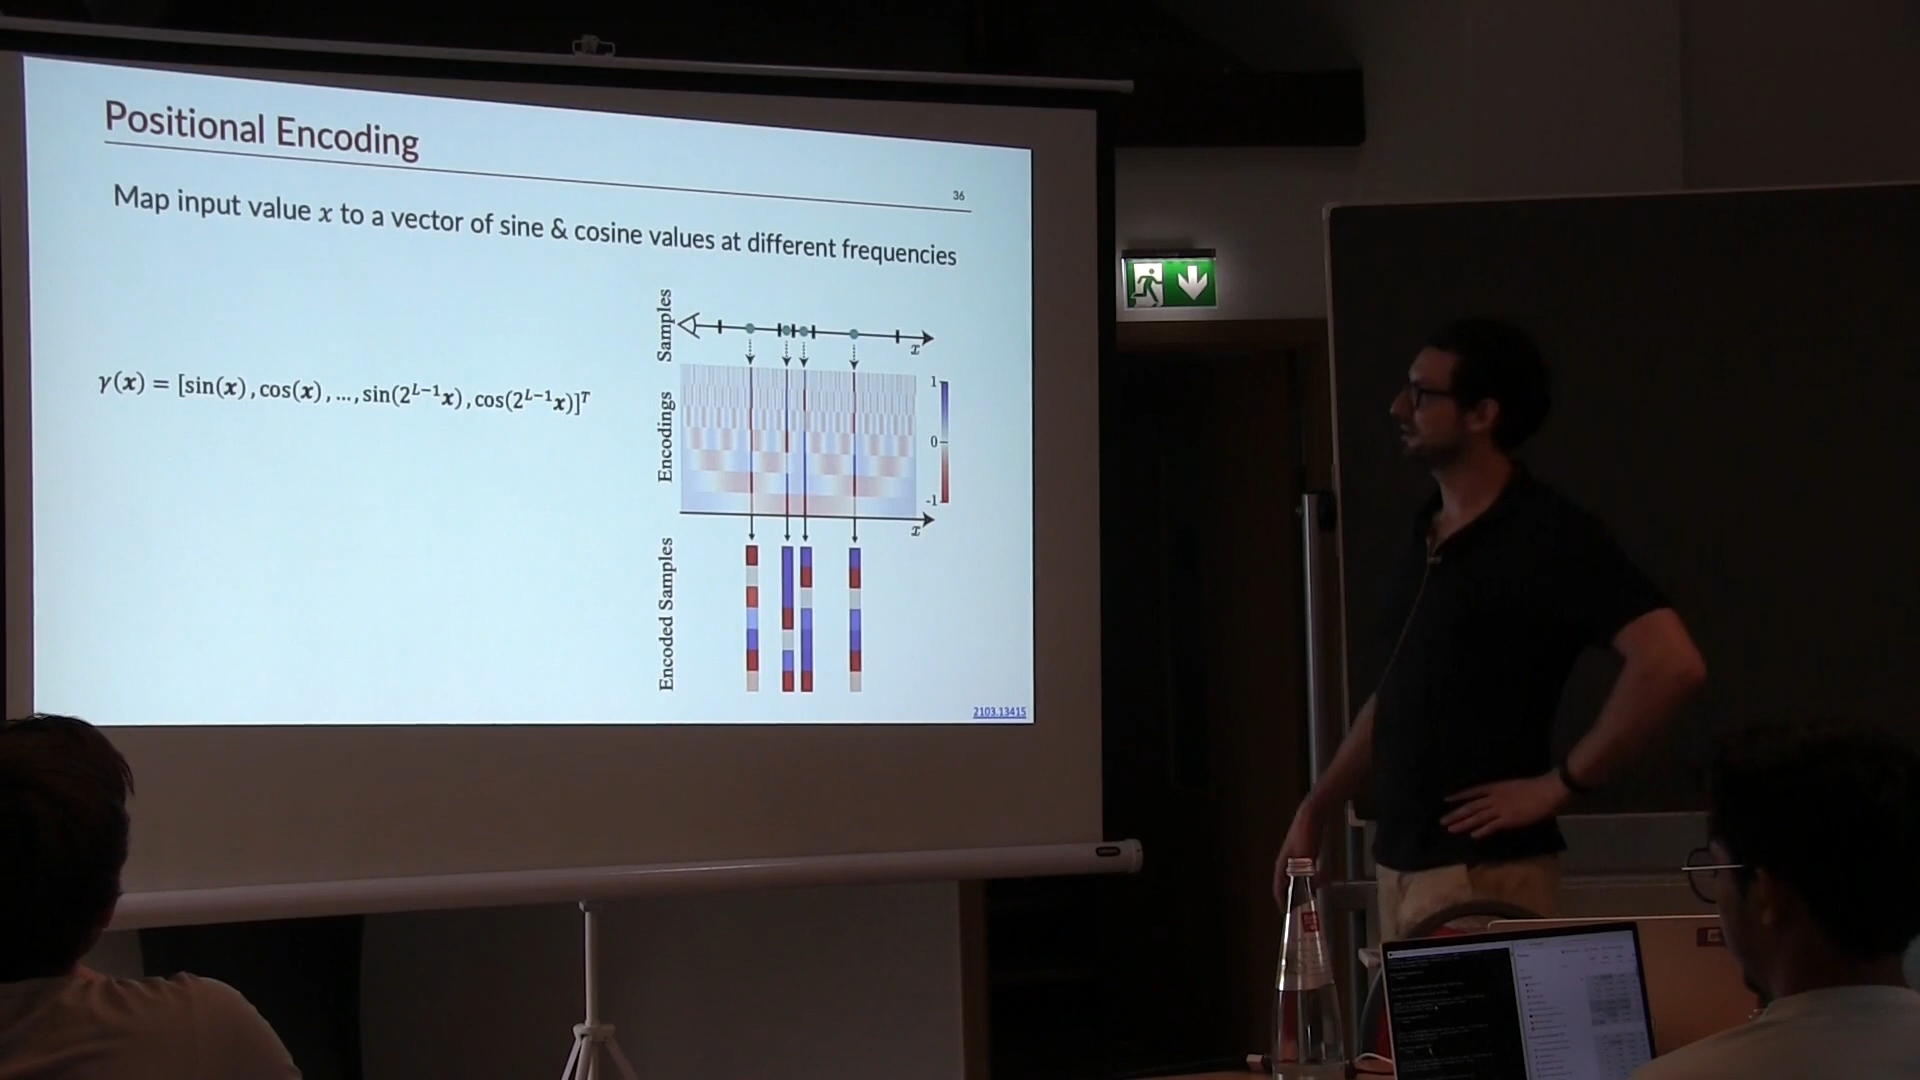 Positional Encoding
36
Map input value x to a vector of sine & cosine values at different frequencies
γ(x) = [sin(x), cos(x), ..., sin(2^{L-1}x), cos(2^{L-1}x)]^T
Samples
x
Encodings
1
0
-1
x
Encoded Samples
2103.13415